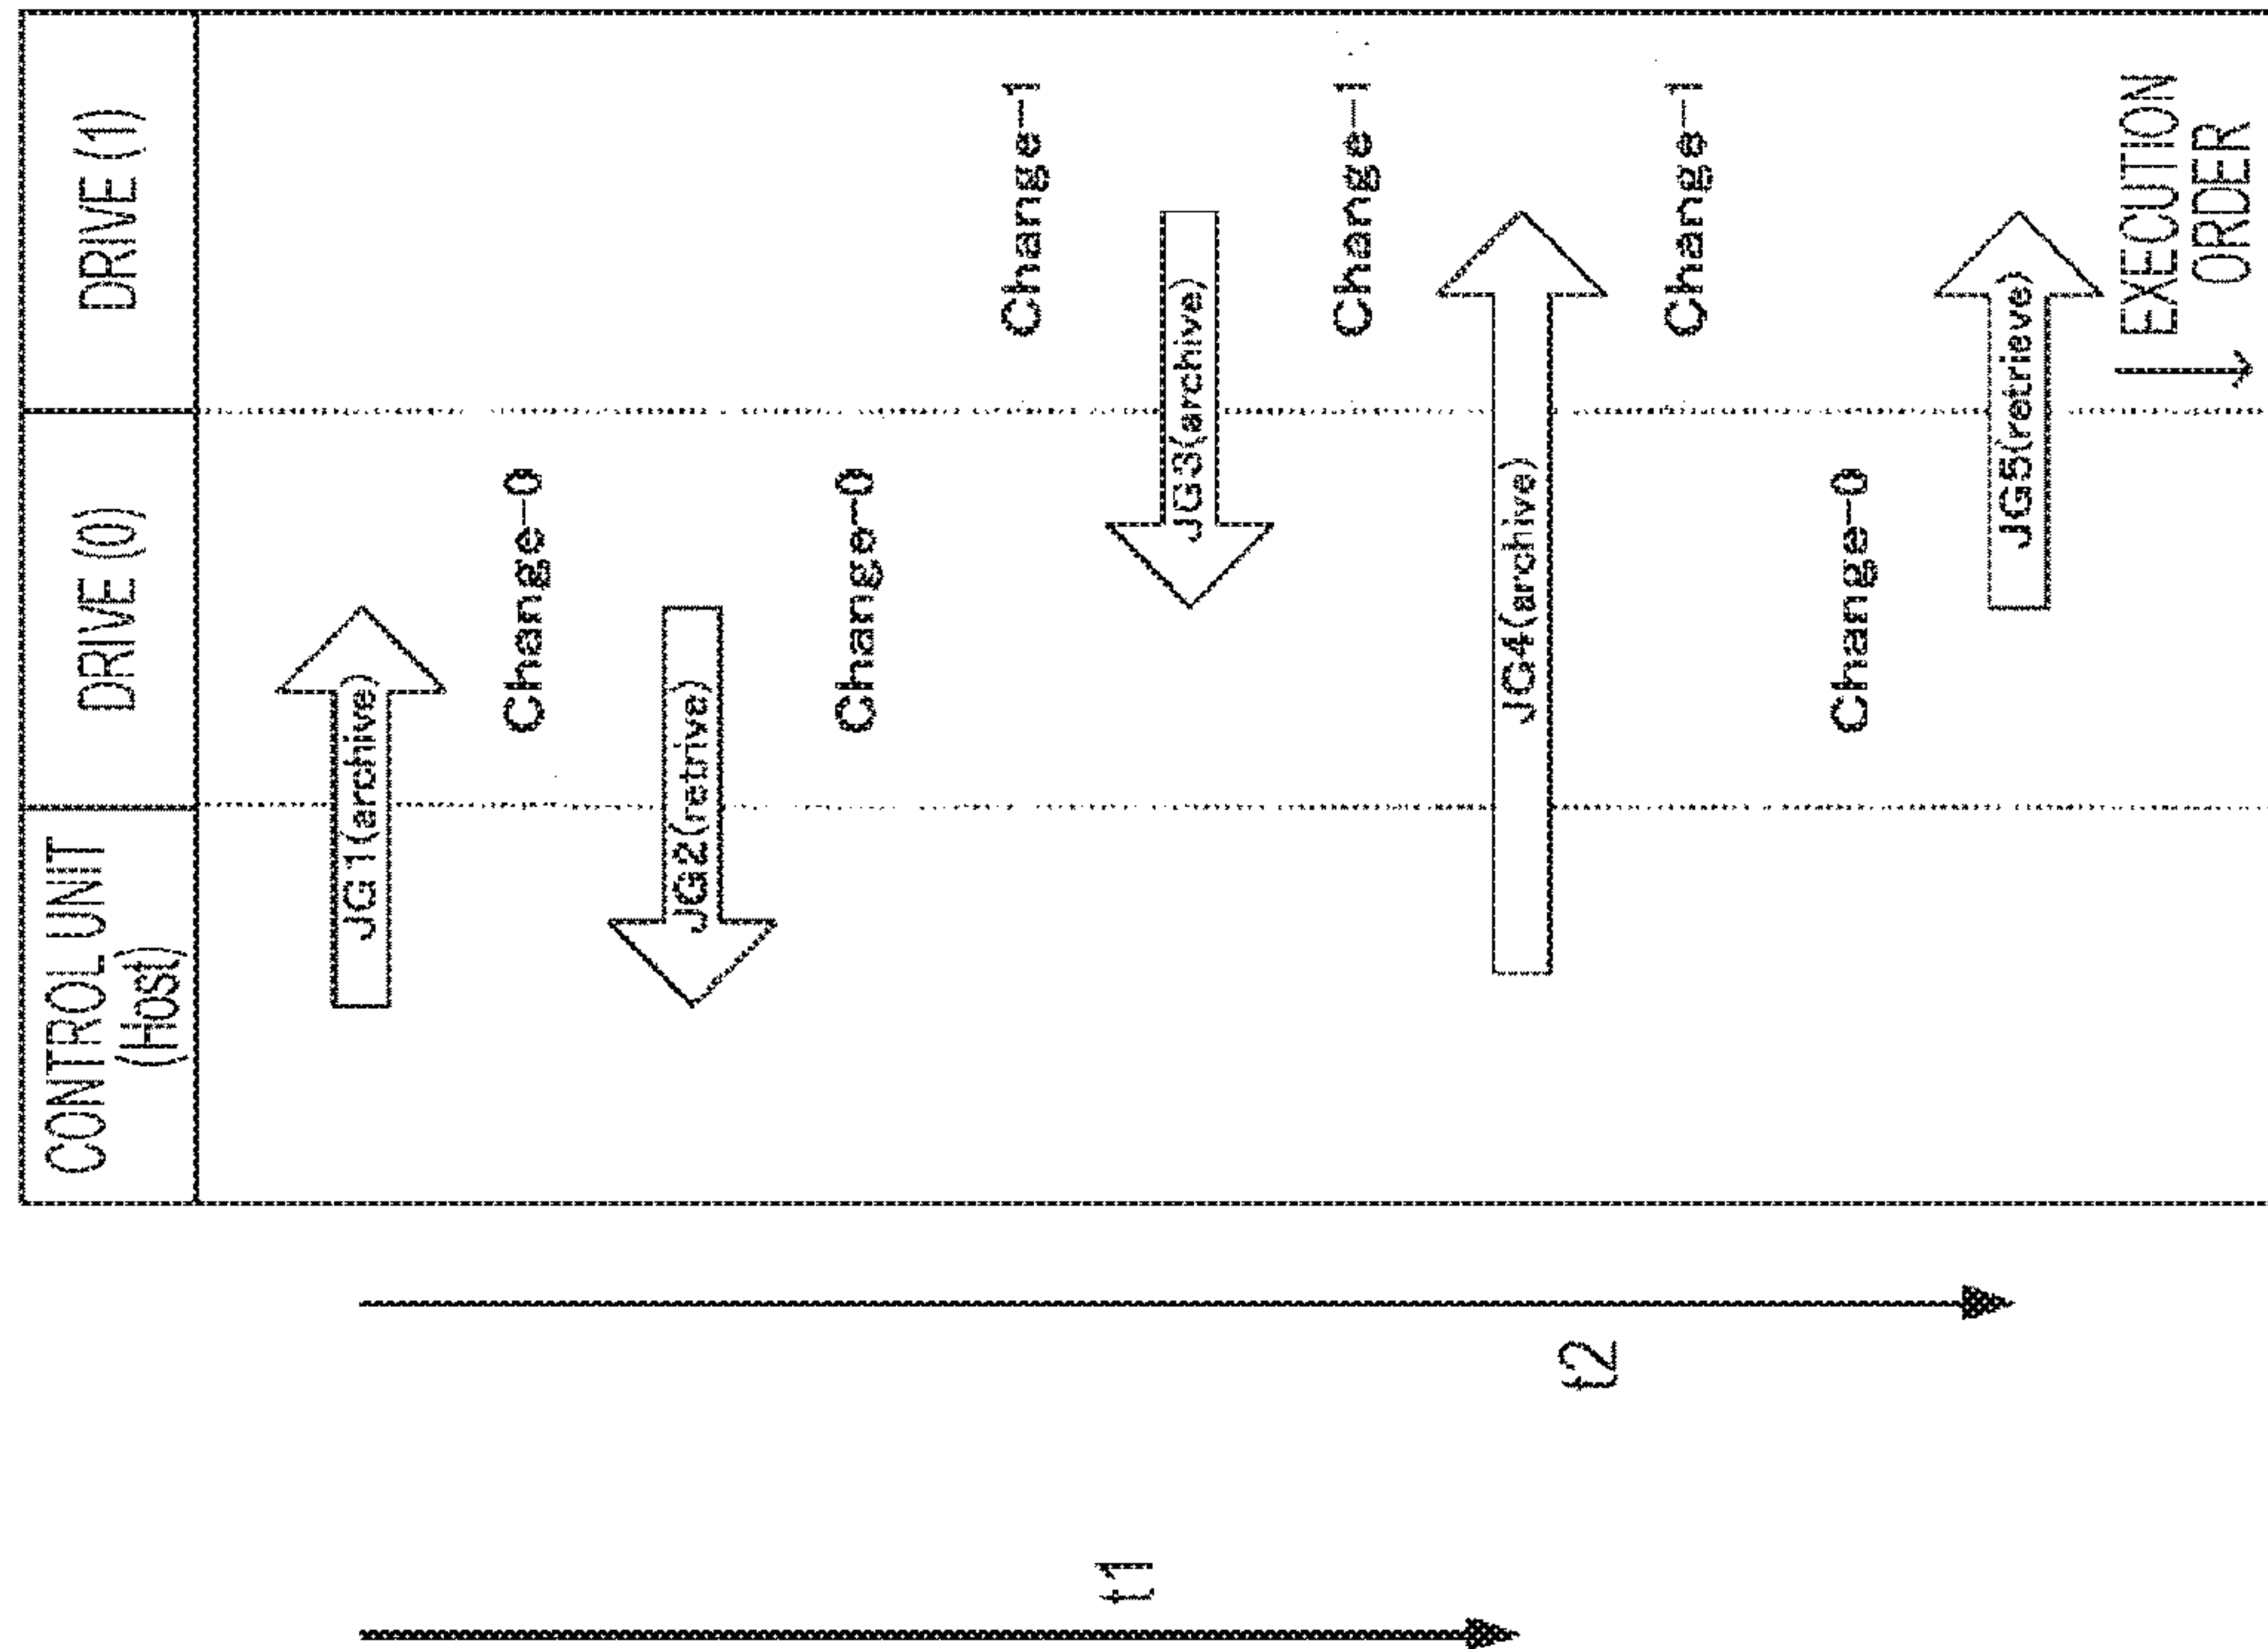 CONTROL UNIT
(Host)
DRIVE (0)
DRIVE (1)
JG1(archive)
Change-0
JG2(retrive)
Change-0
Change-1
JG3(archive)
Change-1
JG4(archive)
Change-1
Change-0
JG5(retrieve)
EXECUTION
ORDER
t2
t1